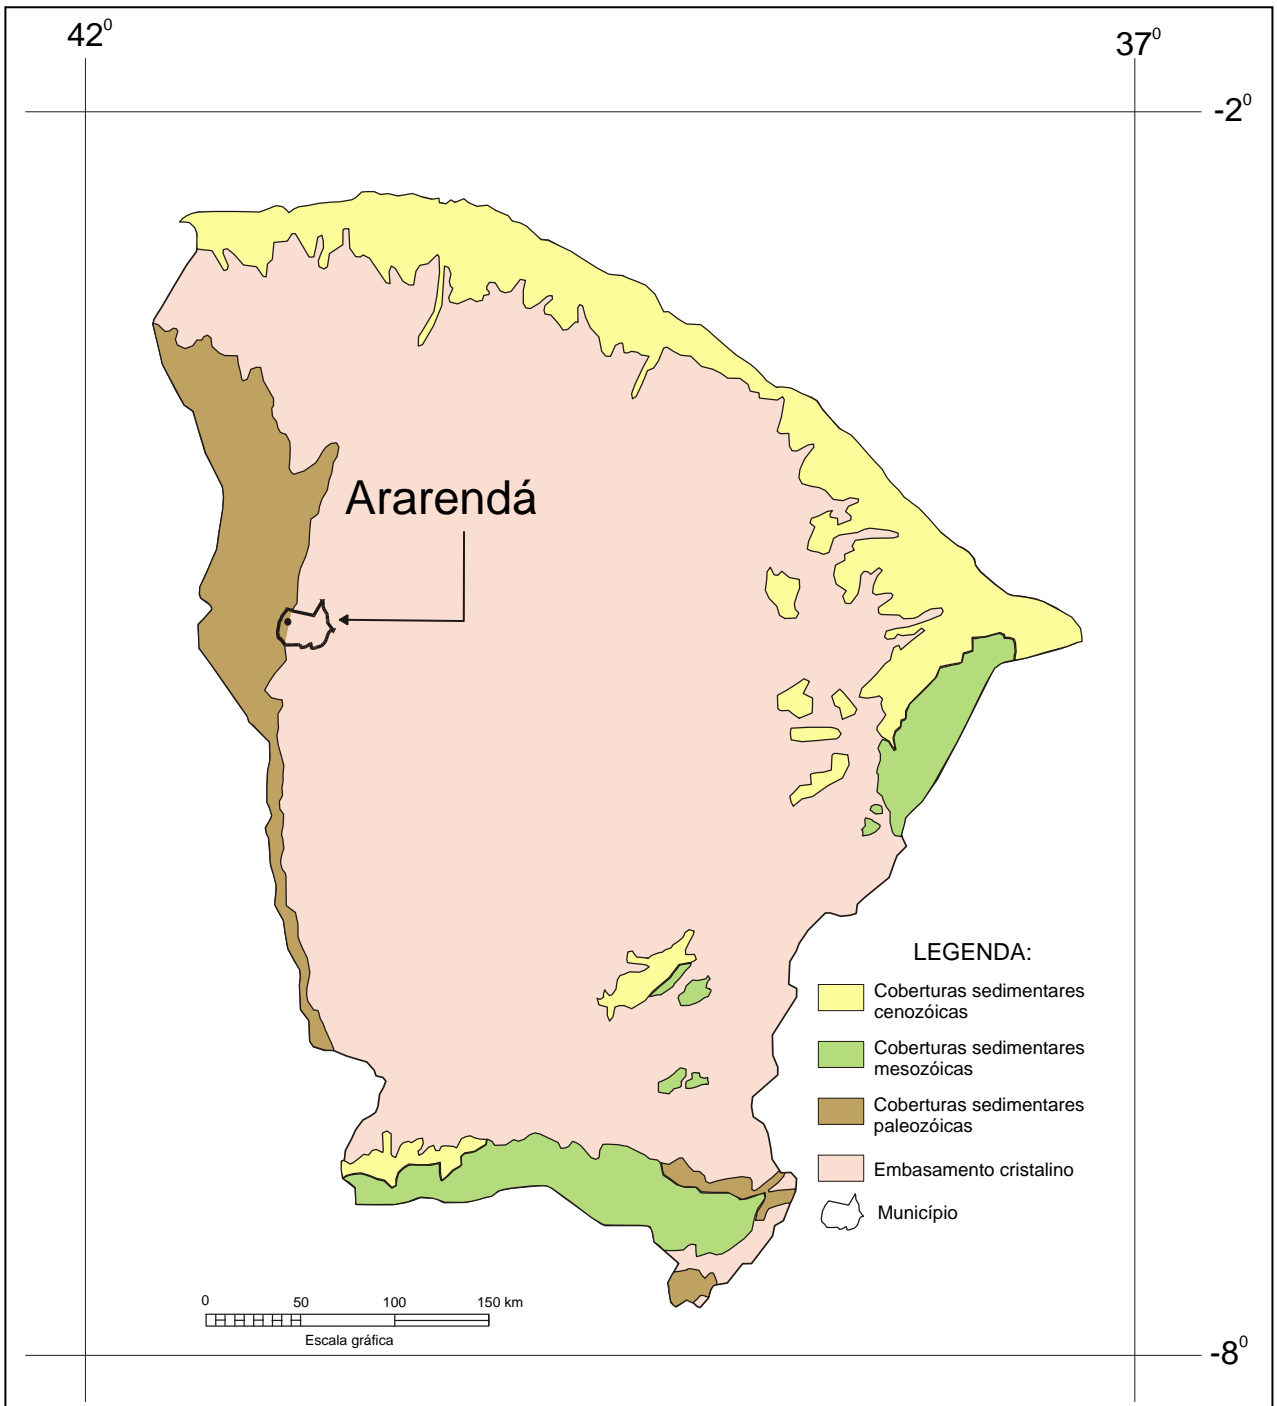 42⁰
37⁰
-2⁰
Ararendá
LEGENDA:
Coberturas sedimentares
cenozóicas
Coberturas sedimentares
mesozóicas
Coberturas sedimentares
paleozóicas
Embasamento cristalino
Município
0 50 100 150 km
Escala gráfica
-8⁰